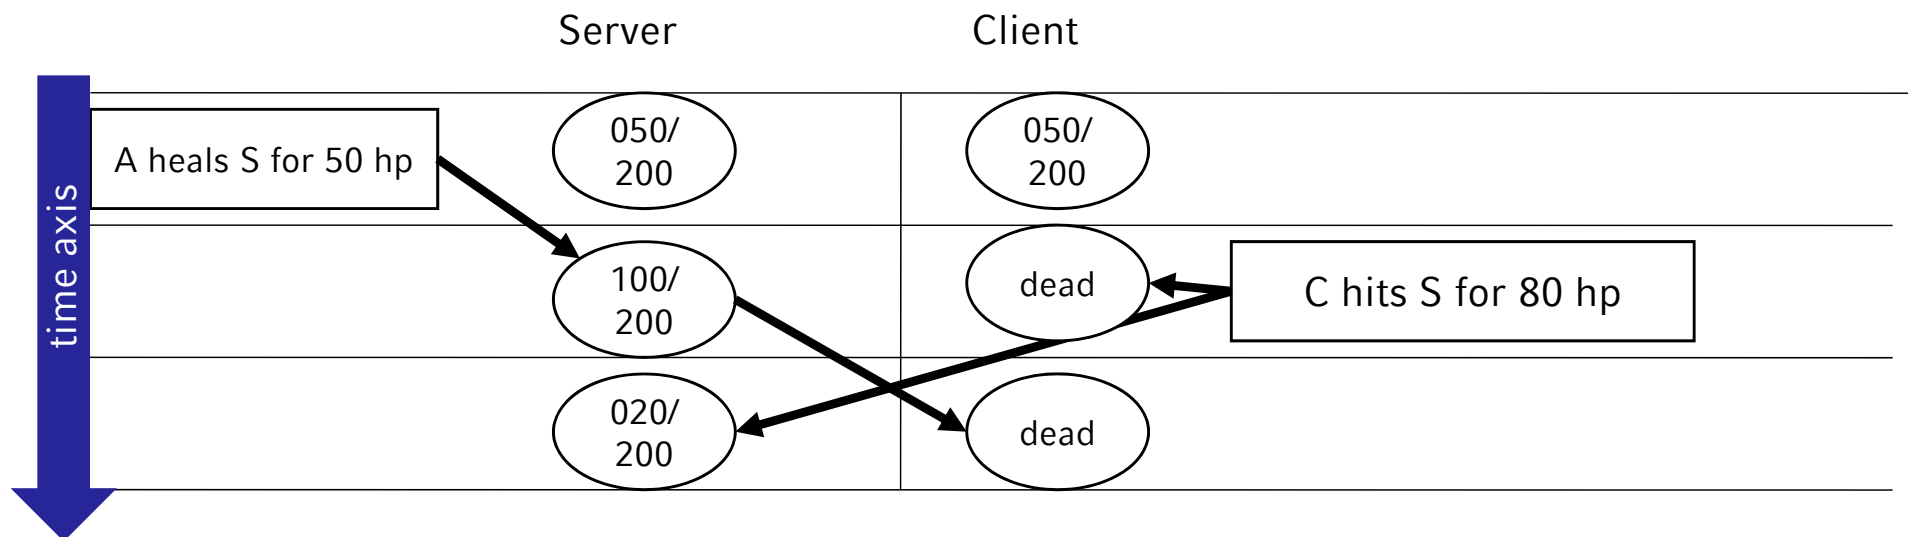 Server
Client
time axis
A heals S for 50 hp
050/
200
050/
200
100/
200
dead
C hits S for 80 hp
020/
200
dead